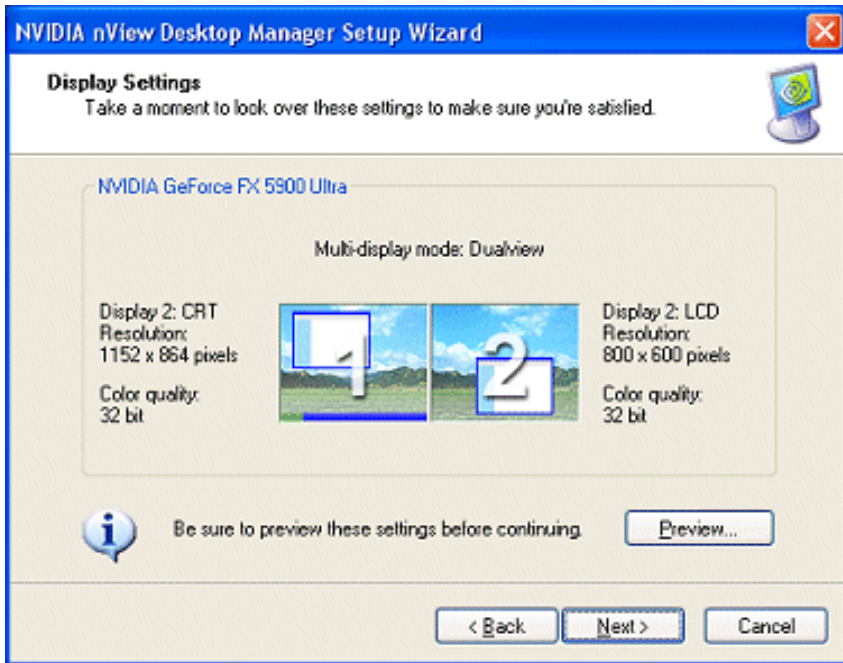 NVIDIA nView Desktop Manager Setup Wizard
Display Settings
Take a moment to look over these settings to make sure you're satisfied.
NVIDIA GeForce FX 5900 Ultra
Multi-display mode: Dualview
Display 2: CRT
Resolution:
1152 x 864 pixels
Color quality:
32 bit
1
2
Display 2: LCD
Resolution:
800 x 600 pixels
Color quality:
32 bit
Be sure to preview these settings before continuing.
Preview...
< Back
Next >
Cancel